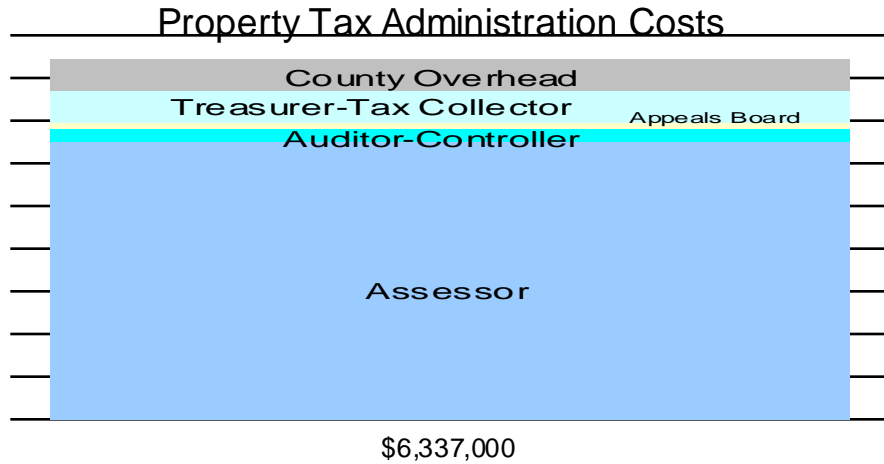 Property Tax Administration Costs
County Overhead
Treasurer-Tax Collector
Appeals Board
Auditor-Controller
Assessor
$6,337,000